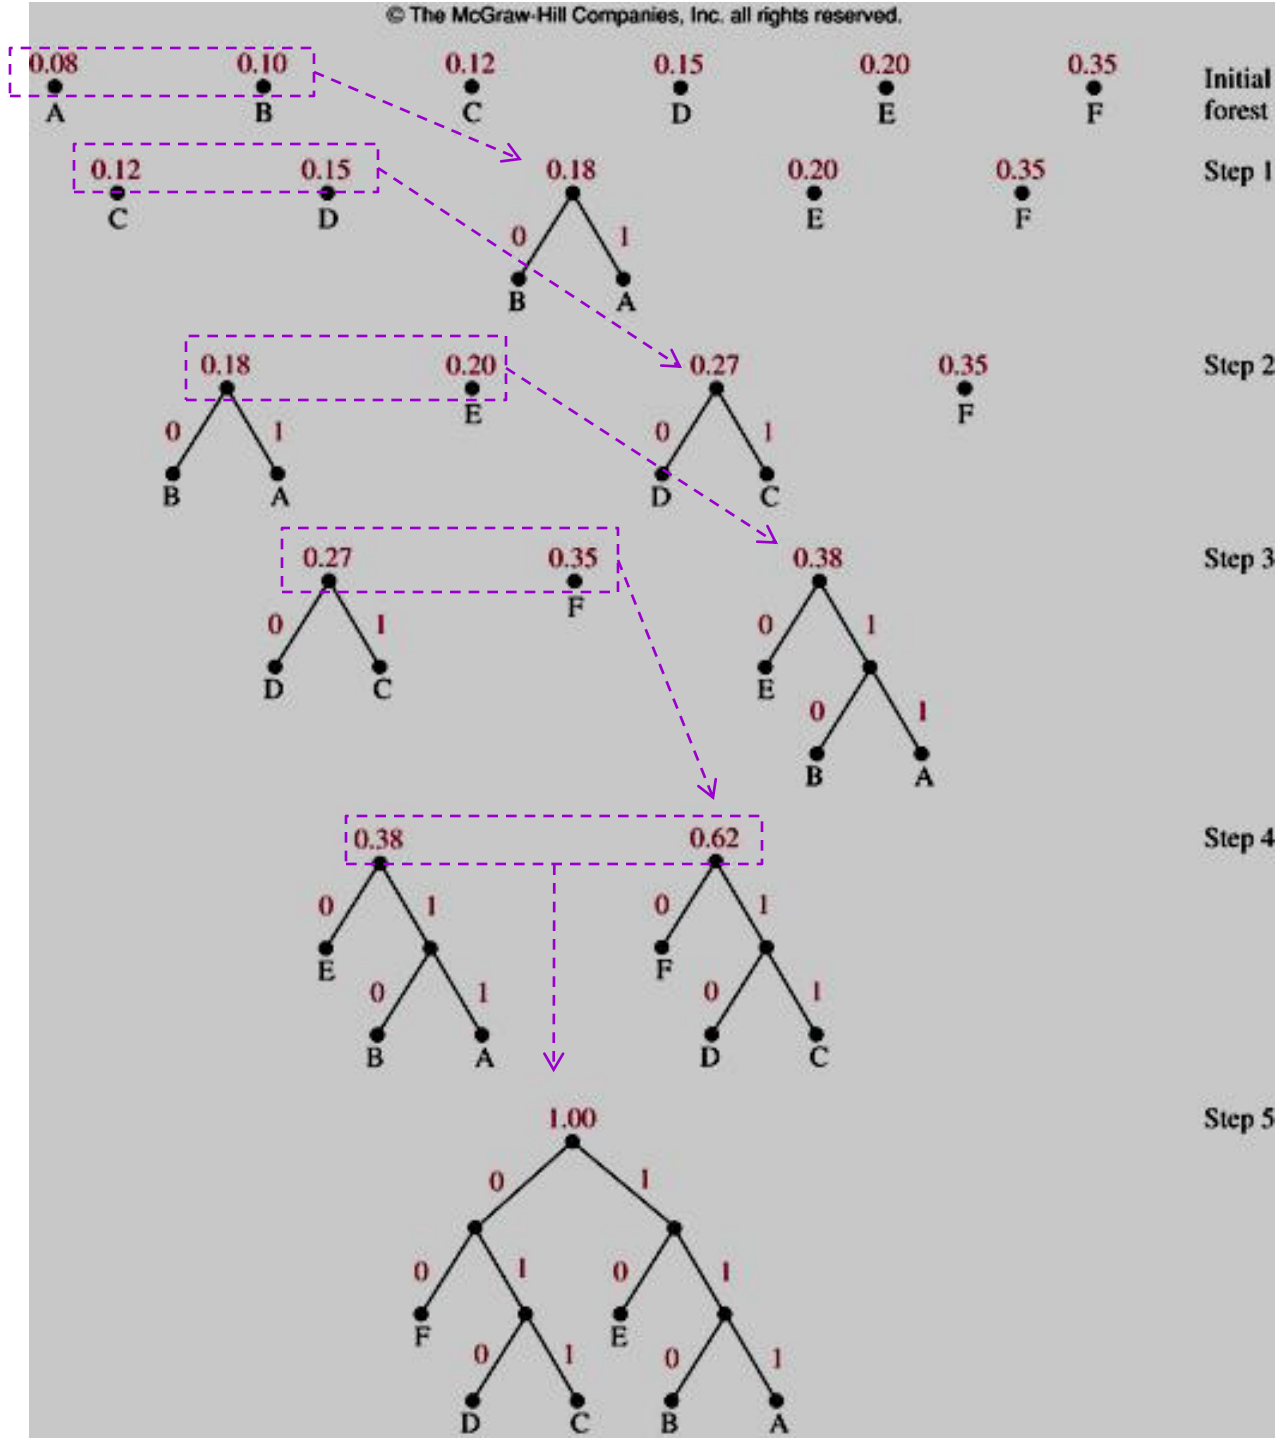 © The McGraw-Hill Companies, Inc. all rights reserved.
0.08 0.10 0.12 0.15 0.20 0.35 Initial
A B C D E F forest
0.12 0.15 0.18 0.20 0.35 Step 1
C D E F
0 1
B A
0.18 0.20 0.27 0.35 Step 2
E F
0 1 0 1
B A D C
0.27 0.35 0.38 Step 3
F
0 1 0 1
D C E
0 1
B A
0.38 0.62 Step 4
0 1 0 1
E F
0 1 0 1
B A D C
1.00 Step 5
0 1
0 1 0 1
F E
0 1 0 1
D C B A